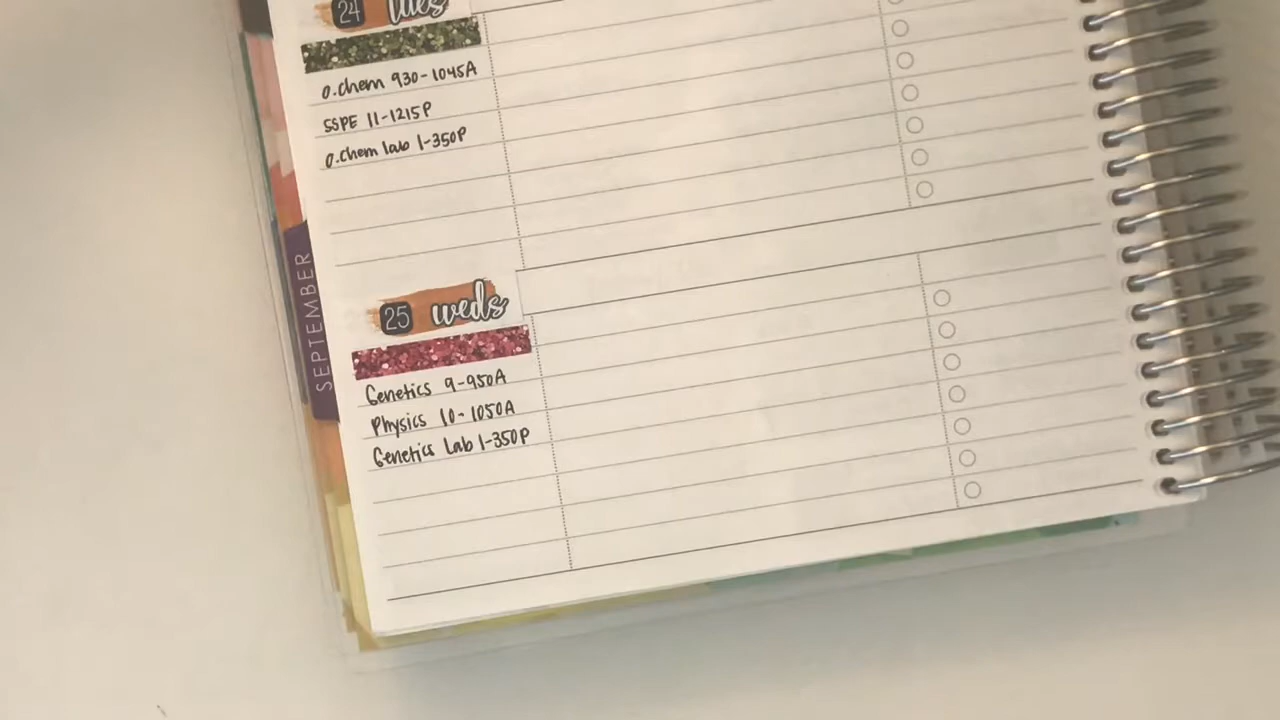 24 tues
o.chem 930-1045A
SSPE 11-1215P
o.chem lab 1-350P
SEPTEMBER
25 weds
Genetics 9-950A
Physics 10-1050A
Genetics Lab 1-350P